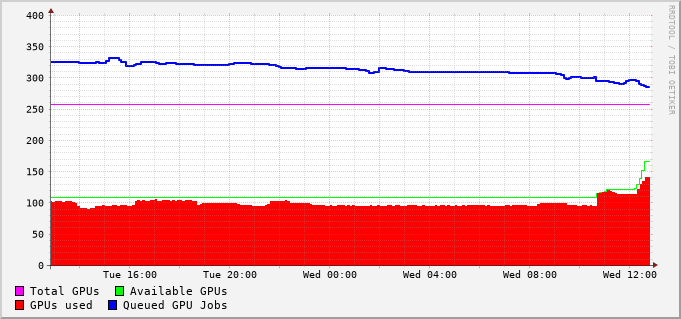 400
350
300
250
200
150
100
50
0
Tue 16:00 Tue 20:00 Wed 00:00 Wed 04:00 Wed 08:00 Wed 12:00
Total GPUs Available GPUs
GPUs used Queued GPU Jobs
RRDTOOL / TOBI OETIKER